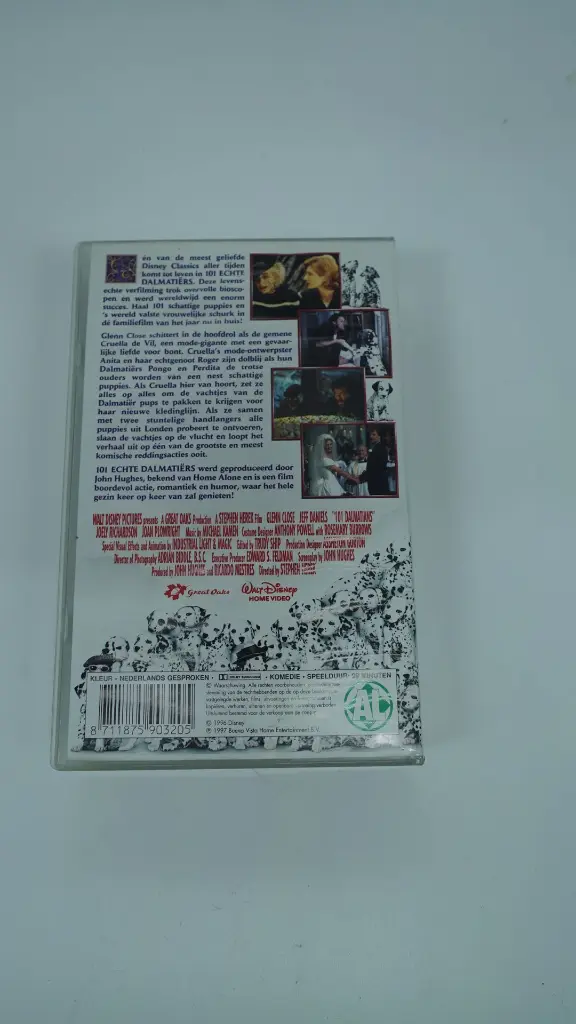 Één van de meest geliefde
Disney Classics aller tijden
komt tot leven in 101 ECHTE
DALMATIËRS. Deze levens-
echte verfilming trok overvolle biosco-
pen en werd wereldwijd een enorm
succes. Haal 101 schattige puppies en
's werelds valste vrouwelijke schurk in
dé familiefilm van het jaar nu in huis!
Glenn Close schittert in de hoofdrol als de gemene
Cruella de Vil, een mode-gigante met een gevaar-
lijke liefde voor bont. Cruella's mode-ontwerpster
Anita en haar echtgenoot Roger zijn dolblij als hun
Dalmatiërs Pongo en Perdita de trotse
ouders worden van een nest schattige
puppies. Als Cruella hier van hoort, zet ze
alles op alles om de vachtjes van de
Dalmatiër pups te pakken te krijgen voor
haar nieuwe kledinglijn. Als ze samen
met twee stuntelige handlangers alle
puppies uit Londen probeert te ontvoeren,
slaan de vachtjes op de vlucht en loopt het
verhaal uit op één van de grootste en meest
komische reddingsacties ooit.
101 ECHTE DALMATIËRS werd geproduceerd door
John Hughes, bekend van Home Alone en is een film
boordevol actie, romantiek en humor, waar het hele
gezin keer op keer van zal genieten!
WALT DISNEY PICTURES presents A GREAT OAKS Production A STEPHEN HEREK Film GLENN CLOSE JEFF DANIELS "101 DALMATIANS"
JOELY RICHARDSON JOAN PLOWRIGHT Music by MICHAEL KAMEN Costume Designer ANTHONY POWELL with ROSEMARY BURROWS
Special Visual Effects and Animation by INDUSTRIAL LIGHT & MAGIC Edited by TRUDY SHIP Production Designer ASSHETON GORTON
Director of Photography ADRIAN BIDDLE, B.S.C. Executive Producer EDWARD S. FELDMAN Screenplay by JOHN HUGHES
Produced by JOHN HUGHES and RICARDO MESTRES Directed by STEPHEN HEREK
Great Oaks
WALT DISNEY
HOME VIDEO
KLEUR • NEDERLANDS GESPROKEN • DOLBY SURROUND • KOMEDIE • SPEELDUUR: MINUTEN
© Waarschuwing. Alle rechten voorbehouden
AC
© 1996 Disney
℗ 1997 Buena Vista Home Entertainment B.V.
8 711875 903205